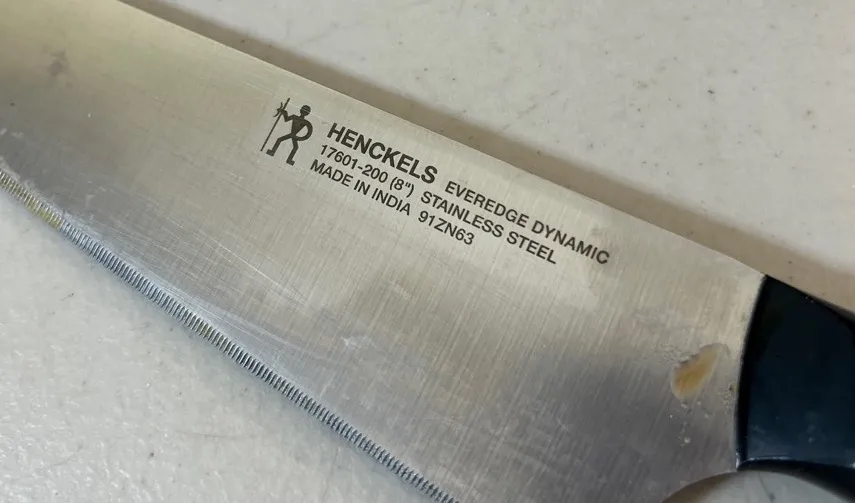 HENCKELS EVEREDGE DYNAMIC
17601-200 (8") STAINLESS STEEL
MADE IN INDIA 91ZN63